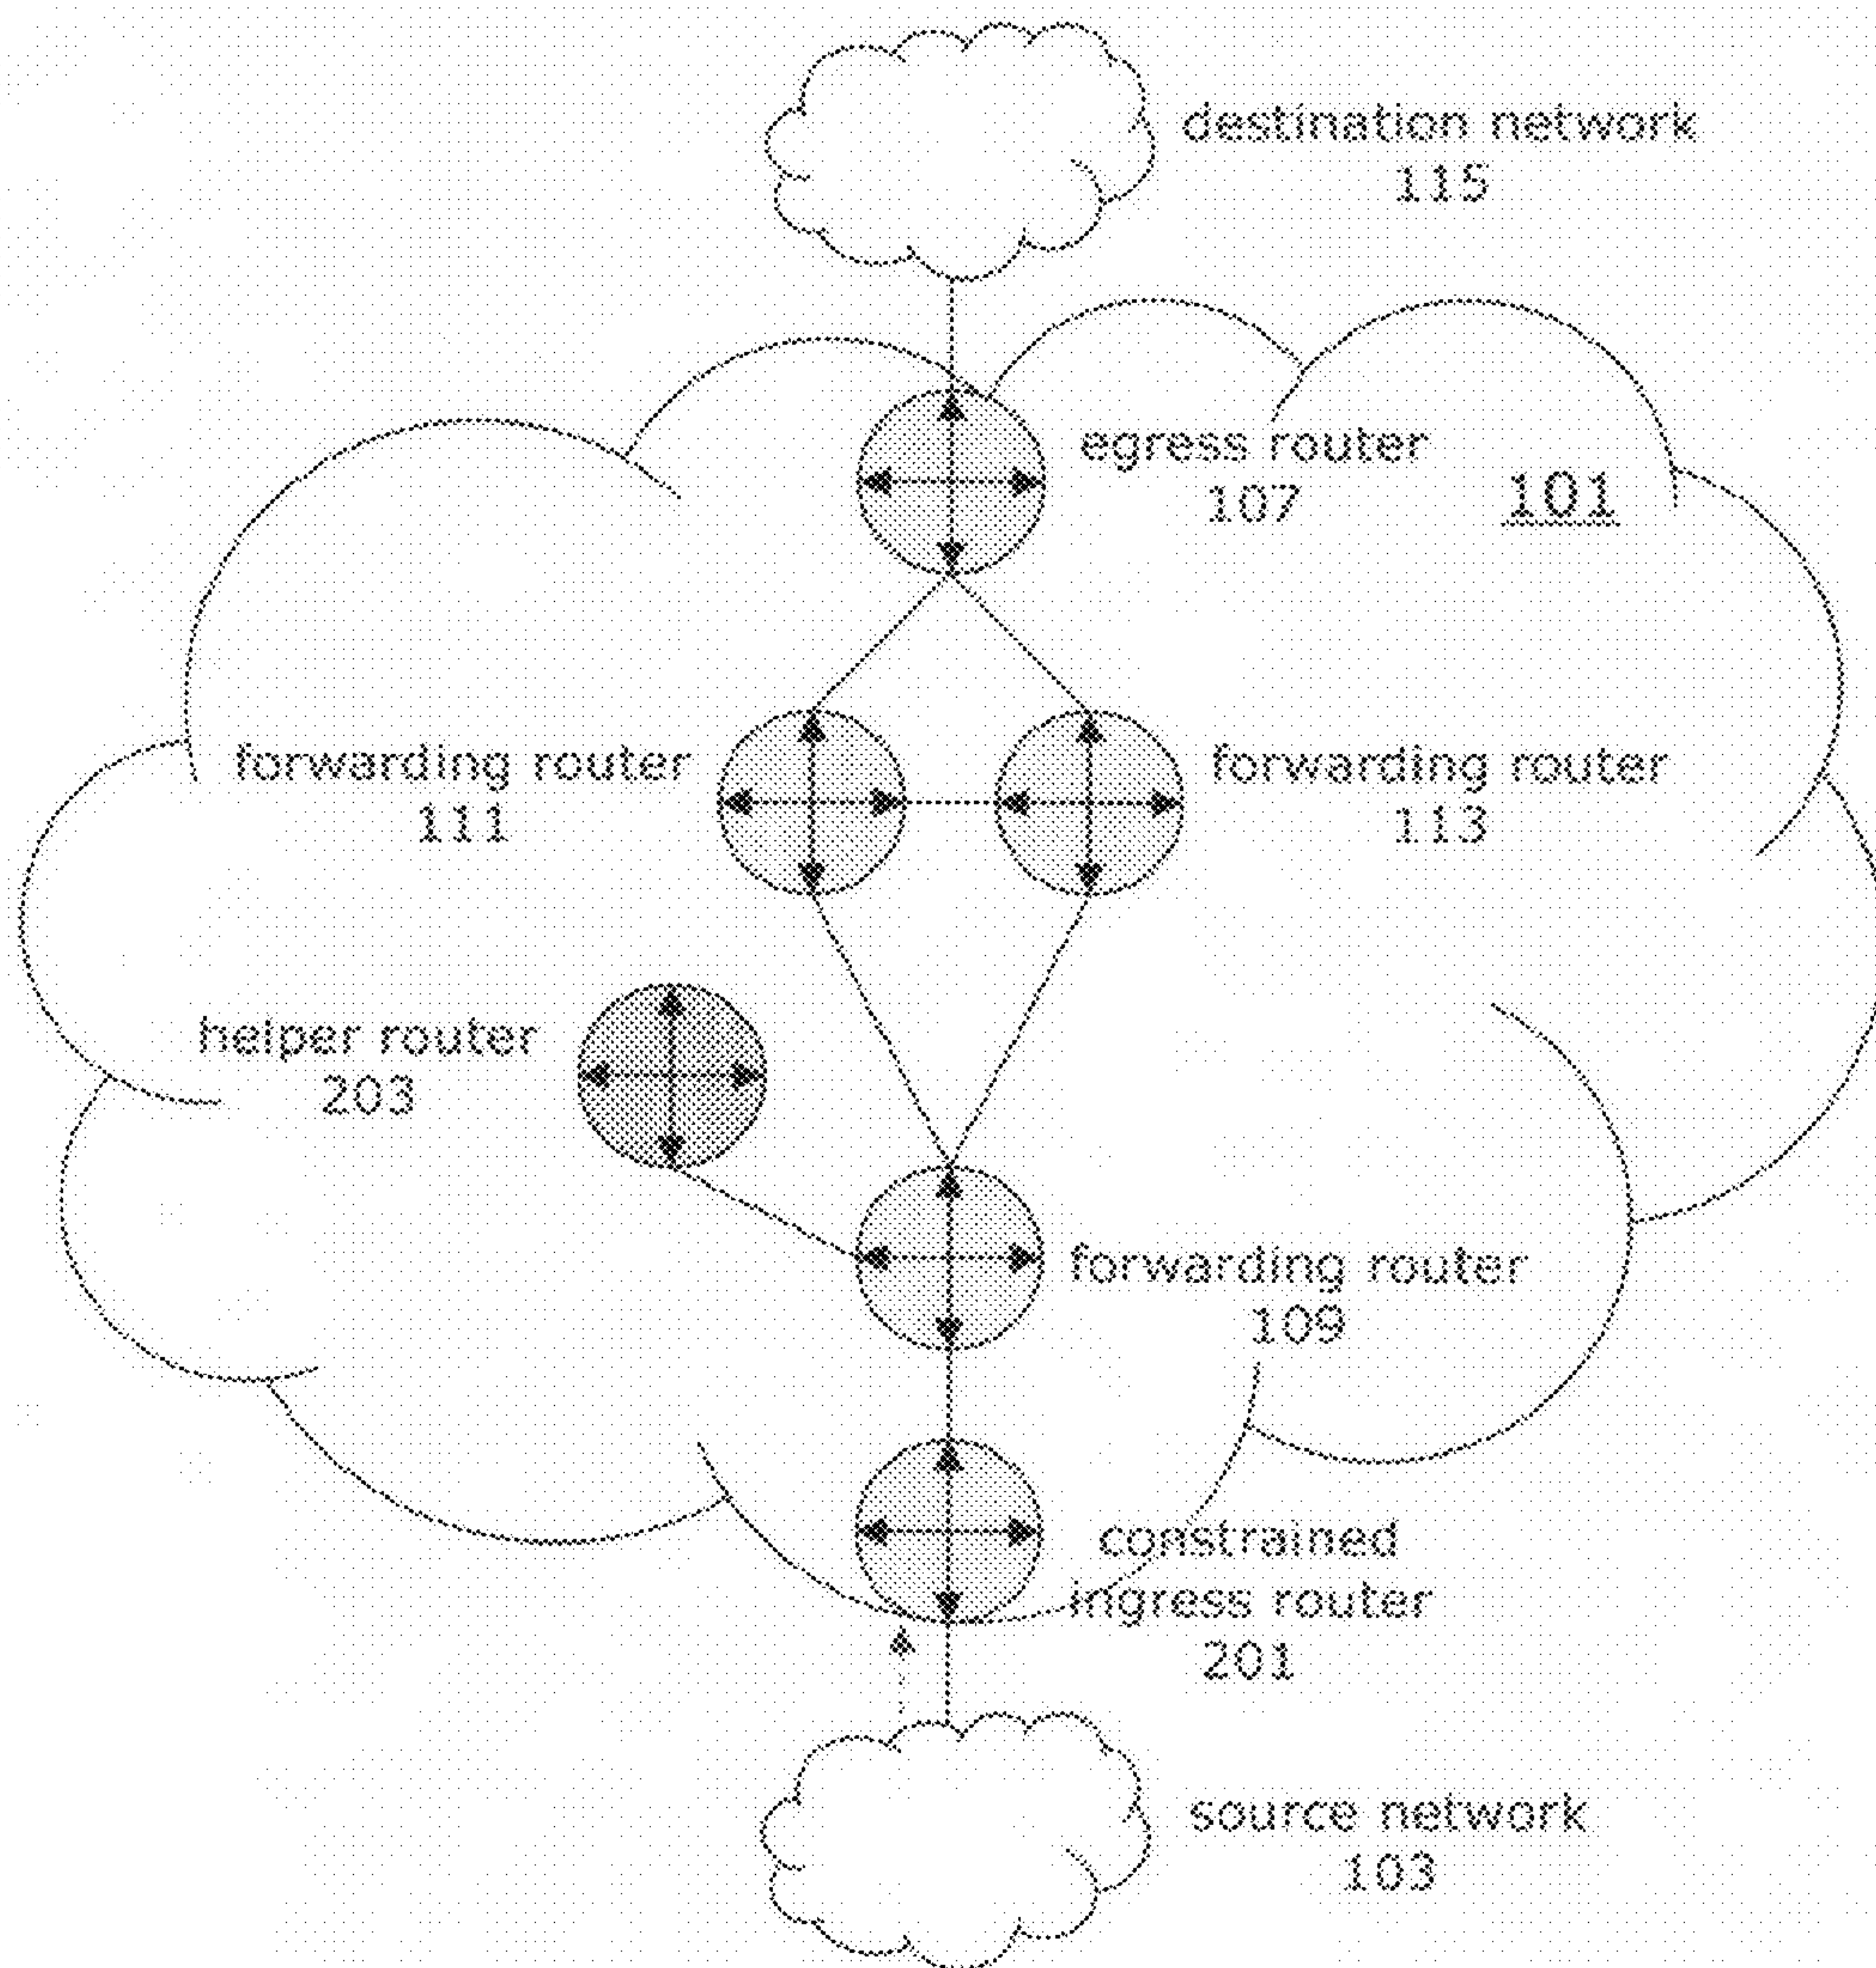 destination network
115
egress router
107
101
forwarding router
111
forwarding router
113
helper router
203
forwarding router
109
constrained
ingress router
201
source network
103